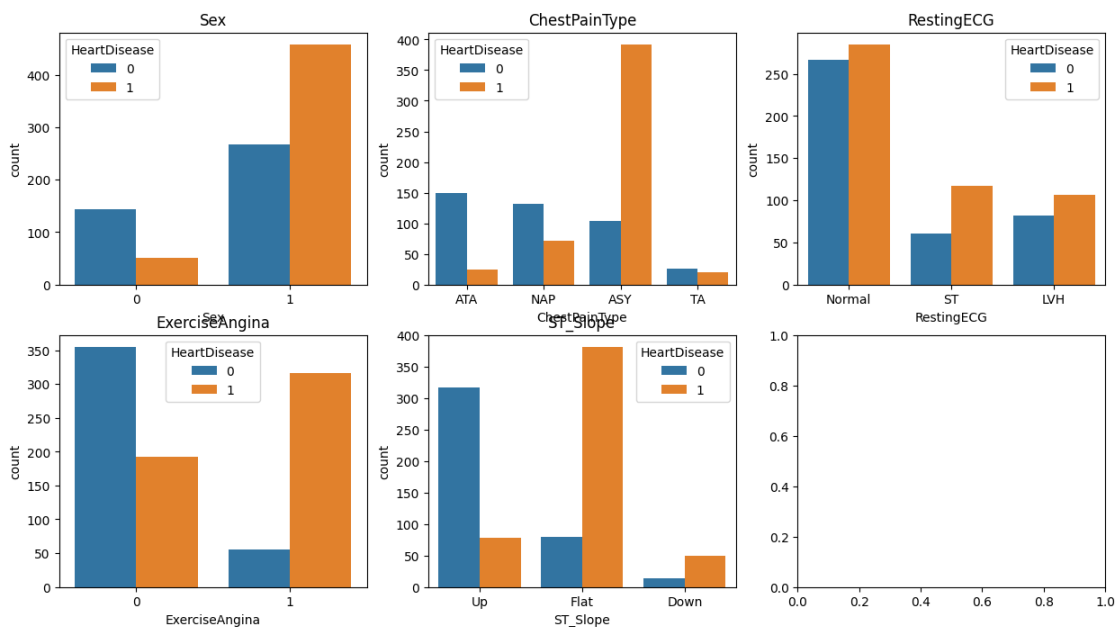 Sex
HeartDisease
0
1
400
300
200
100
0
count
0
1
Sex
ChestPainType
HeartDisease
0
1
400
350
300
250
200
150
100
50
0
count
ATA
NAP
ASY
TA
ChestPainType
RestingECG
HeartDisease
0
1
250
200
150
100
50
0
count
Normal
ST
LVH
RestingECG
ExerciseAngina
HeartDisease
0
1
350
300
250
200
150
100
50
0
count
0
1
ExerciseAngina
ST_Slope
HeartDisease
0
1
400
350
300
250
200
150
100
50
0
count
Up
Flat
Down
ST_Slope
1.0
0.8
0.6
0.4
0.2
0.0
0.0
0.2
0.4
0.6
0.8
1.0